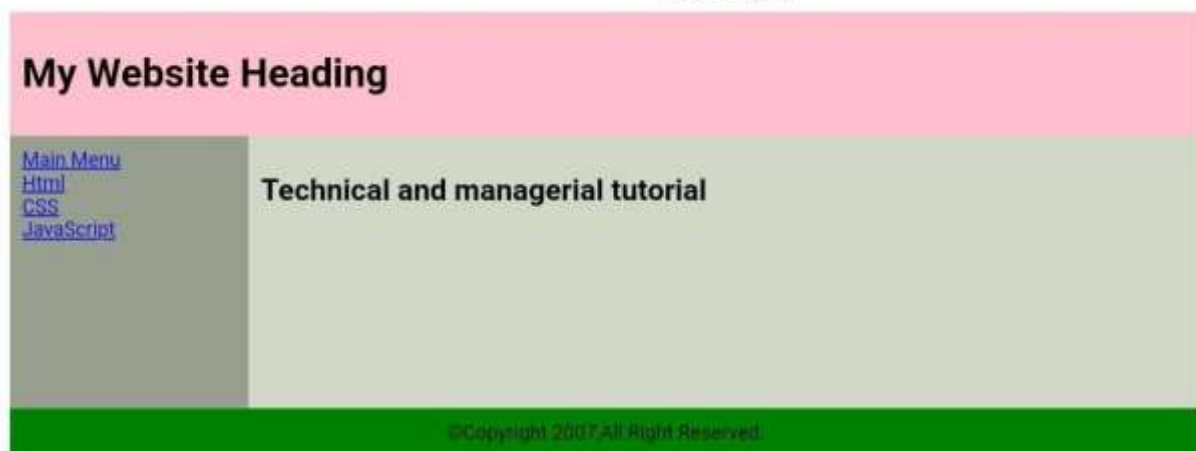 My Website Heading
Main Menu
Html
CSS
JavaScript
Technical and managerial tutorial
©Copyright 2007,All Right Reserved.